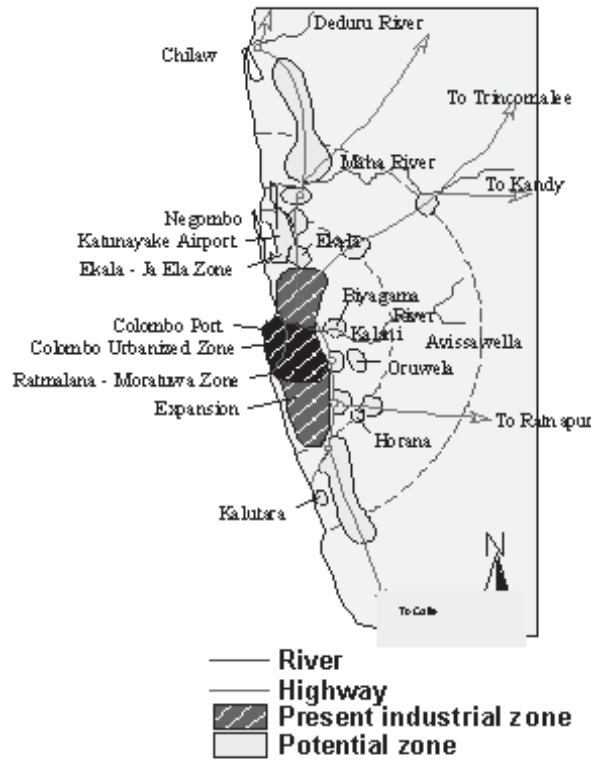 Deduru River
Chilaw
To Trincomalee
Maha River
To Kandy
Negombo
Katunayake Airport
Ekala
Ekala - Ja Ela Zone
Biyagama
River
Colombo Port
Kalani
Avissawella
Colombo Urbanized Zone
Oruwela
Ratmalana - Moratuwa Zone
Expansion
To Ratnapur
Horana
Kalutara
N
To Galle
River
Highway
Present industrial zone
Potential zone